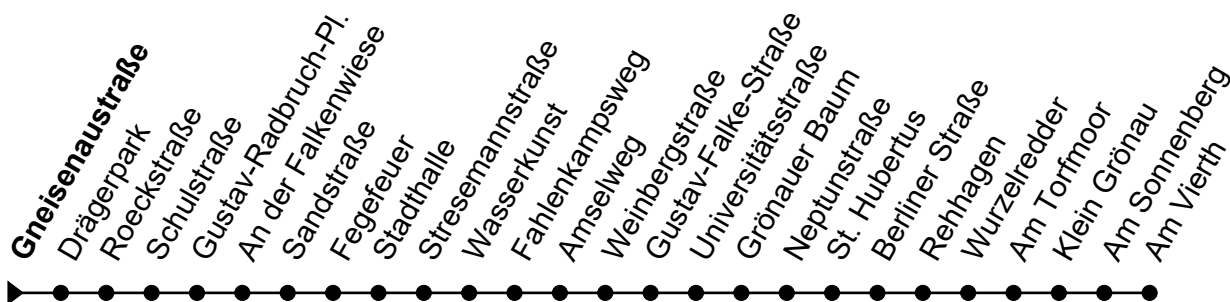 Gneisenaustraße
Drägerpark
Roeckstraße
Schulstraße
Gustav-Radbruch-Pl.
An der Falkenwiese
Sandstraße
Fegefeuer
Stadthalle
Stresemannstraße
Wasserkunst
Fahlenkampsweg
Amselweg
Weinbergstraße
Gustav-Falke-Straße
Universitätsstraße
Grönauer Baum
Neptunstraße
St. Hubertus
Berliner Straße
Rehhagen
Wurzelredder
Am Torfmoor
Klein Grönau
Am Sonnenberg
Am Vierth